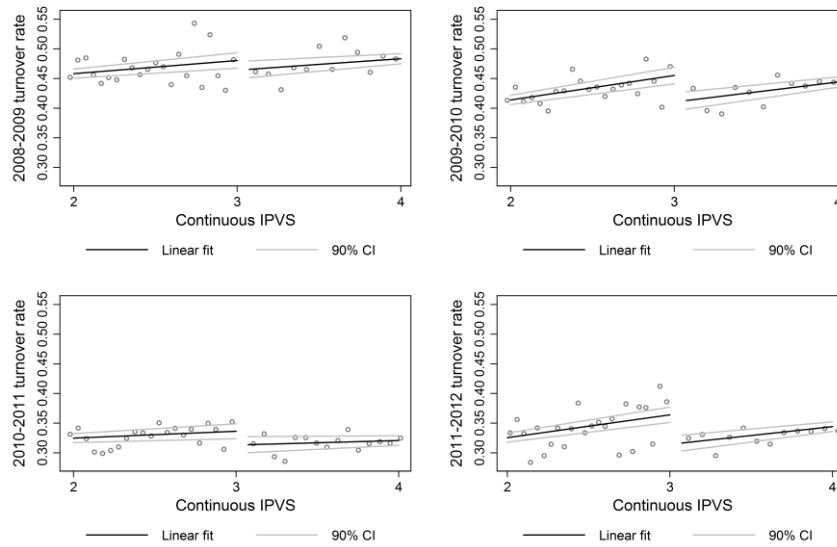 2008-2009 turnover rate
0.30 0.35 0.40 0.45 0.50 0.55
2 3 4
Continuous IPVS
Linear fit 90% CI
2009-2010 turnover rate
0.30 0.35 0.40 0.45 0.50 0.55
2 3 4
Continuous IPVS
Linear fit 90% CI
2010-2011 turnover rate
0.30 0.35 0.40 0.45 0.50 0.55
2 3 4
Continuous IPVS
Linear fit 90% CI
2011-2012 turnover rate
0.30 0.35 0.40 0.45 0.50 0.55
2 3 4
Continuous IPVS
Linear fit 90% CI